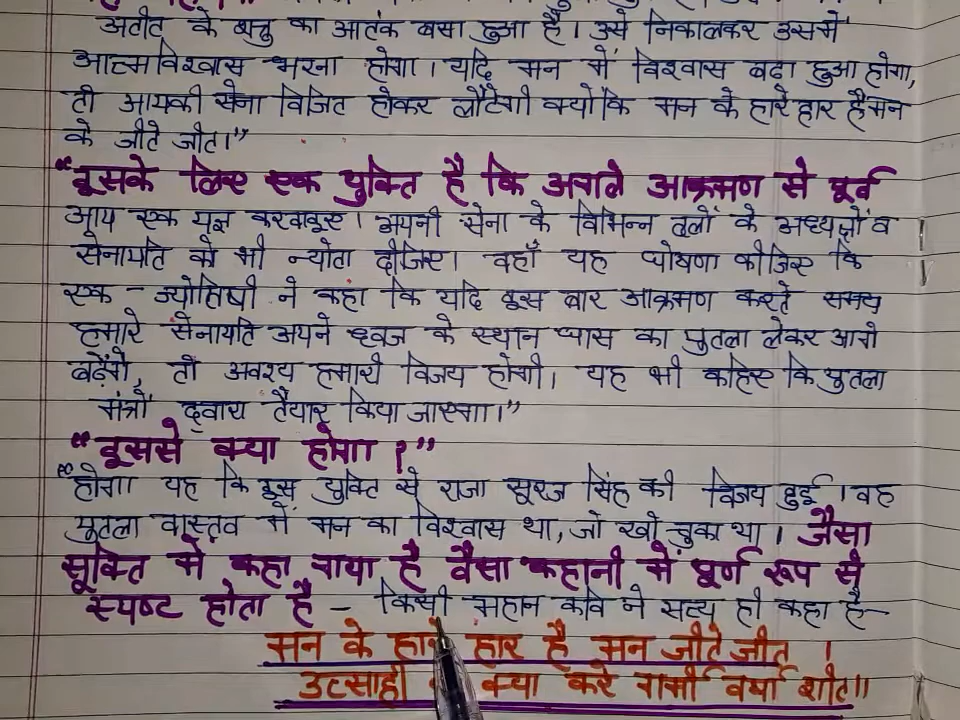 अतीत के शत्रु का आतंक बसा हुआ है। उसे निकालकर उसमें
आत्मविश्वास भरना होगा। यदि मन में विश्वास बढ़ा हुआ होगा,
तो आपकी सेना विजित होकर लौटेगी क्योंकि मन के हारे हार है मन
के जीते जीत।”
“इसके लिए एक युक्ति है कि अगले आक्रमण से पूर्व
आप एक यज्ञ करवाइए। अपनी सेना के विभिन्न दलों के अध्यक्षों व
सेनापति को भी न्योता दीजिए। वहाँ यह घोषणा कीजिए कि
एक - ज्योतिषी ने कहा कि यदि इस बार आक्रमण करते समय
हमारे सेनापति अपने ध्वज के स्थान घास का पुतला लेकर आगे
बढ़ेंगे, तो अवश्य हमारी विजय होगी। यह भी कहिए कि पुतला
मंत्रों द्वारा तैयार किया जाएगा।”
“इससे क्या होगा?”
“होगा यह कि इस युक्ति से राजा सूरज सिंह की विजय हुई। वह
पुतला वास्तव में मन का विश्वास था, जो खो चुका था। जैसा
सूक्ति में कहा गया है वैसा कहानी में पूर्ण रूप से
स्पष्ट होता है – किसी महान कवि ने सत्य ही कहा है–
मन के हारे हार है मन जीते जीत।
उत्साही क्या करे गर्मी वर्षा शीत॥